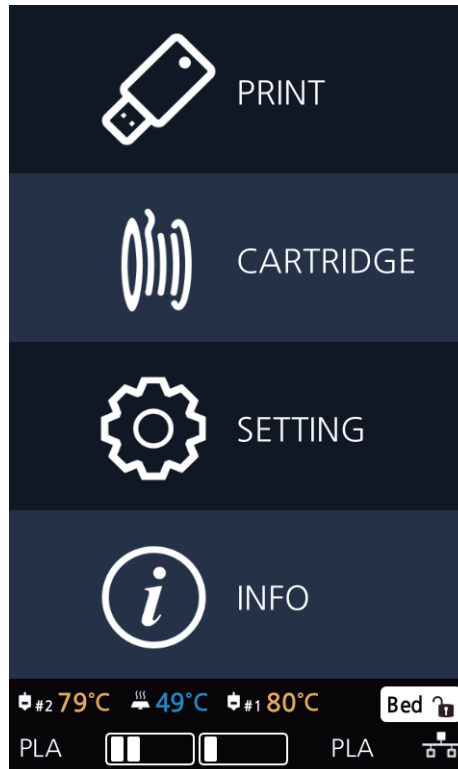 PRINT
CARTRIDGE
SETTING
INFO
#2 79°C 49°C #1 80°C Bed
PLA PLA